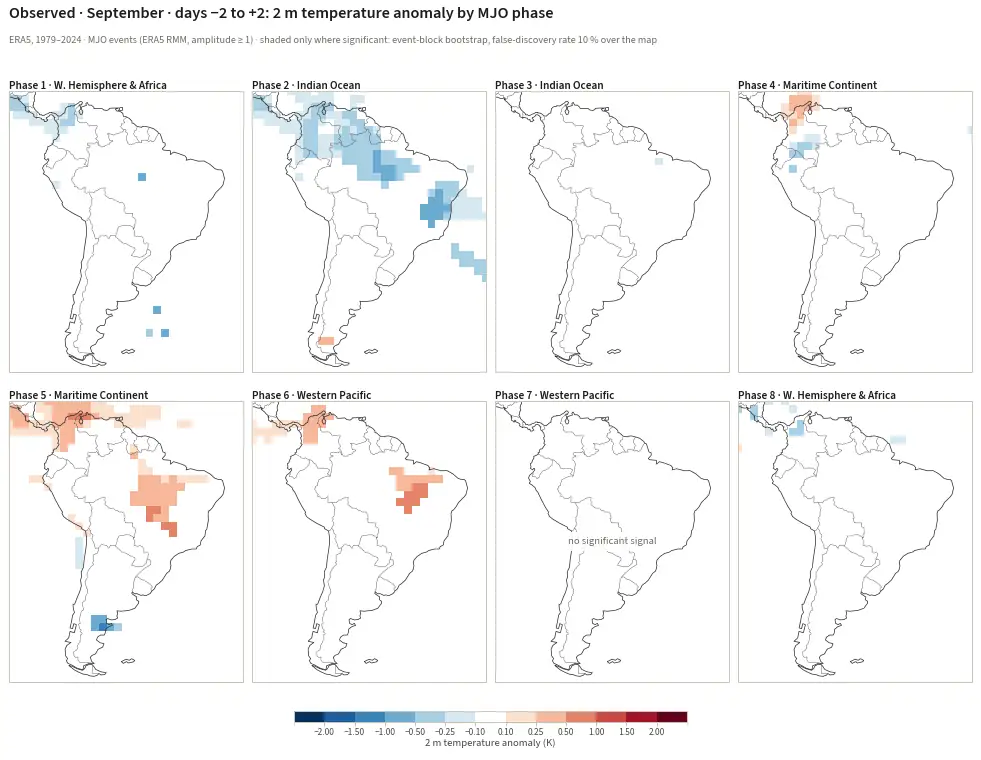 Observed · September · days −2 to +2: 2 m temperature anomaly by MJO phase
ERA5, 1979–2024 · MJO events (ERA5 RMM, amplitude ≥ 1) · shaded only where significant: event-block bootstrap, false-discovery rate 10 % over the map
Phase 1 · W. Hemisphere & Africa
Phase 2 · Indian Ocean
Phase 3 · Indian Ocean
Phase 4 · Maritime Continent
Phase 5 · Maritime Continent
Phase 6 · Western Pacific
Phase 7 · Western Pacific
Phase 8 · W. Hemisphere & Africa
no significant signal
−2.00 −1.50 −1.00 −0.50 −0.25 −0.10 0.10 0.25 0.50 1.00 1.50 2.00
2 m temperature anomaly (K)